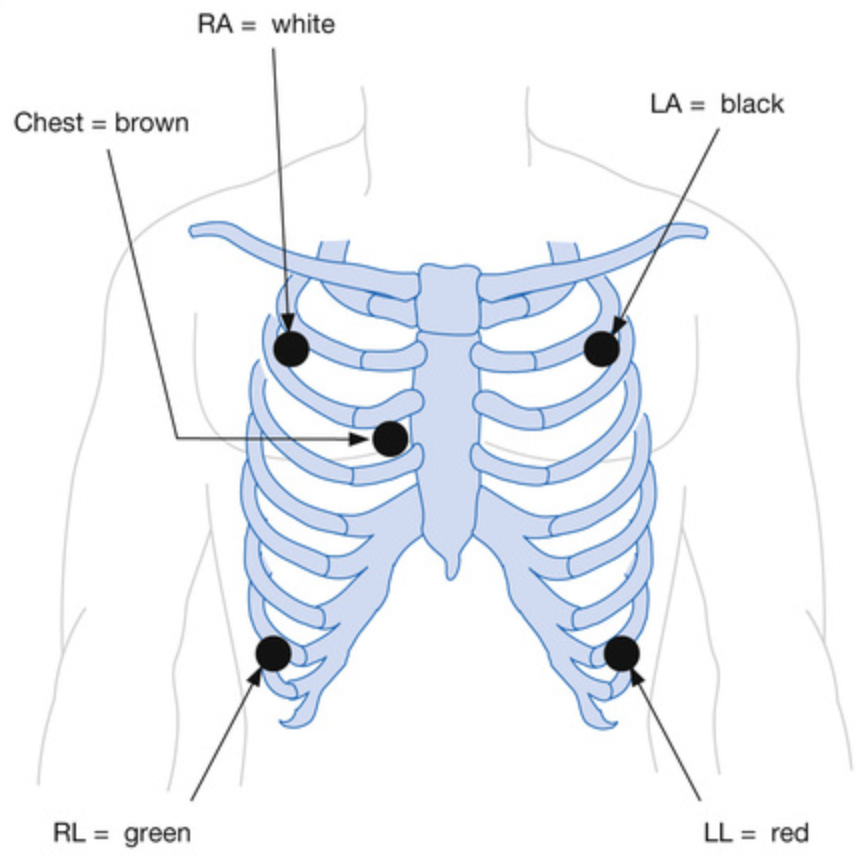 RA = white
LA = black
Chest = brown
RL = green
LL = red